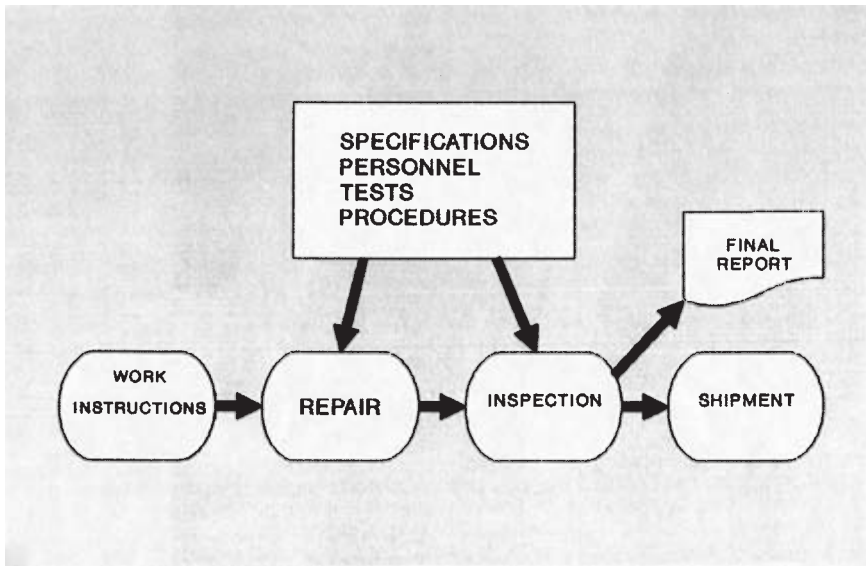 SPECIFICATIONS
PERSONNEL
TESTS
PROCEDURES
FINAL
REPORT
WORK
INSTRUCTIONS
REPAIR
INSPECTION
SHIPMENT